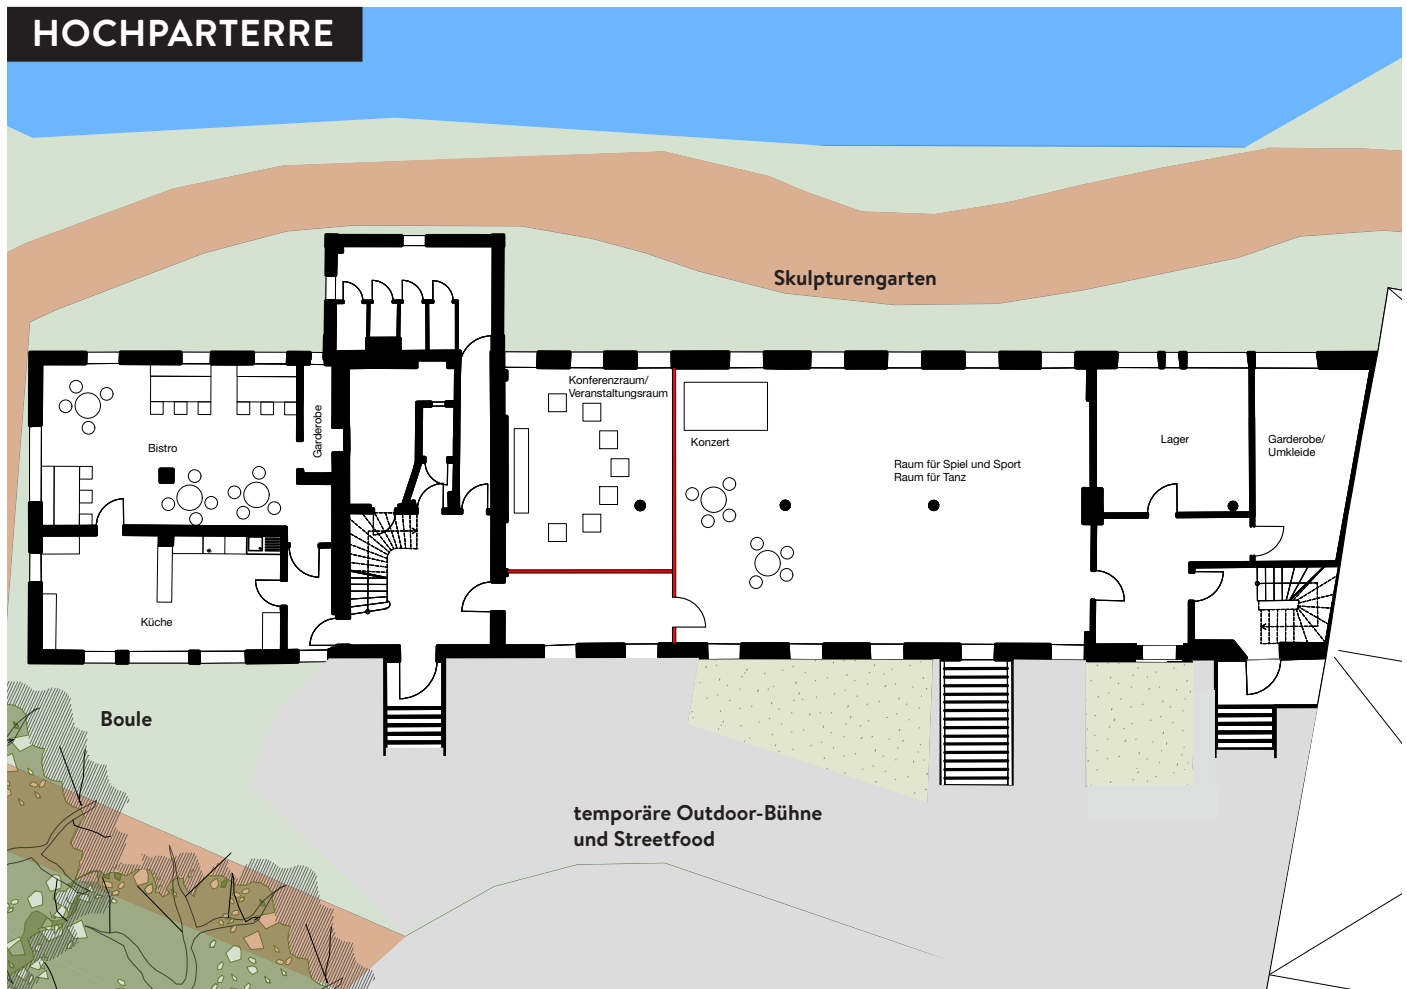 HOCHPARTERRE
Skulpturengarten
Konferenzraum/
Veranstaltungsraum
Garderobe
Bistro
Konzert
Raum für Spiel und Sport
Raum für Tanz
Lager
Garderobe/
Umkleide
Küche
Boule
temporäre Outdoor-Bühne
und Streetfood